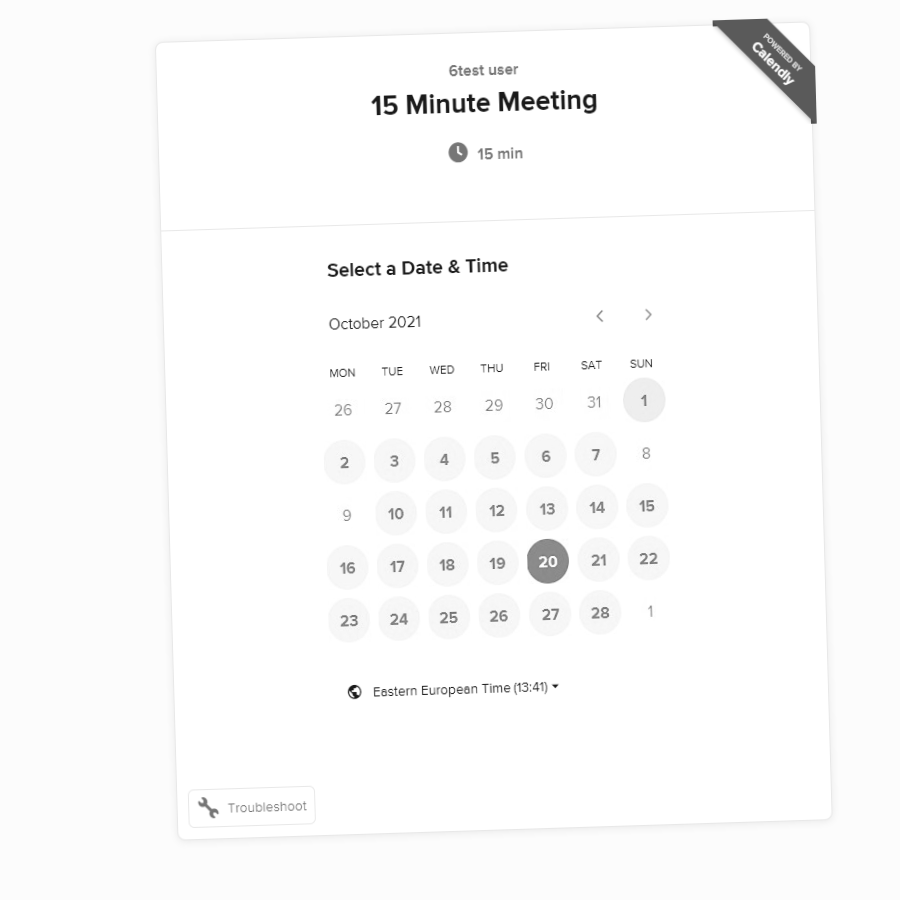 POWERED BY
Calendly
6test user
15 Minute Meeting
15 min
Select a Date & Time
October 2021
MON TUE WED THU FRI SAT SUN
26 27 28 29 30 31 1
2 3 4 5 6 7 8
9 10 11 12 13 14 15
16 17 18 19 20 21 22
23 24 25 26 27 28 1
Eastern European Time (13:41)
Troubleshoot